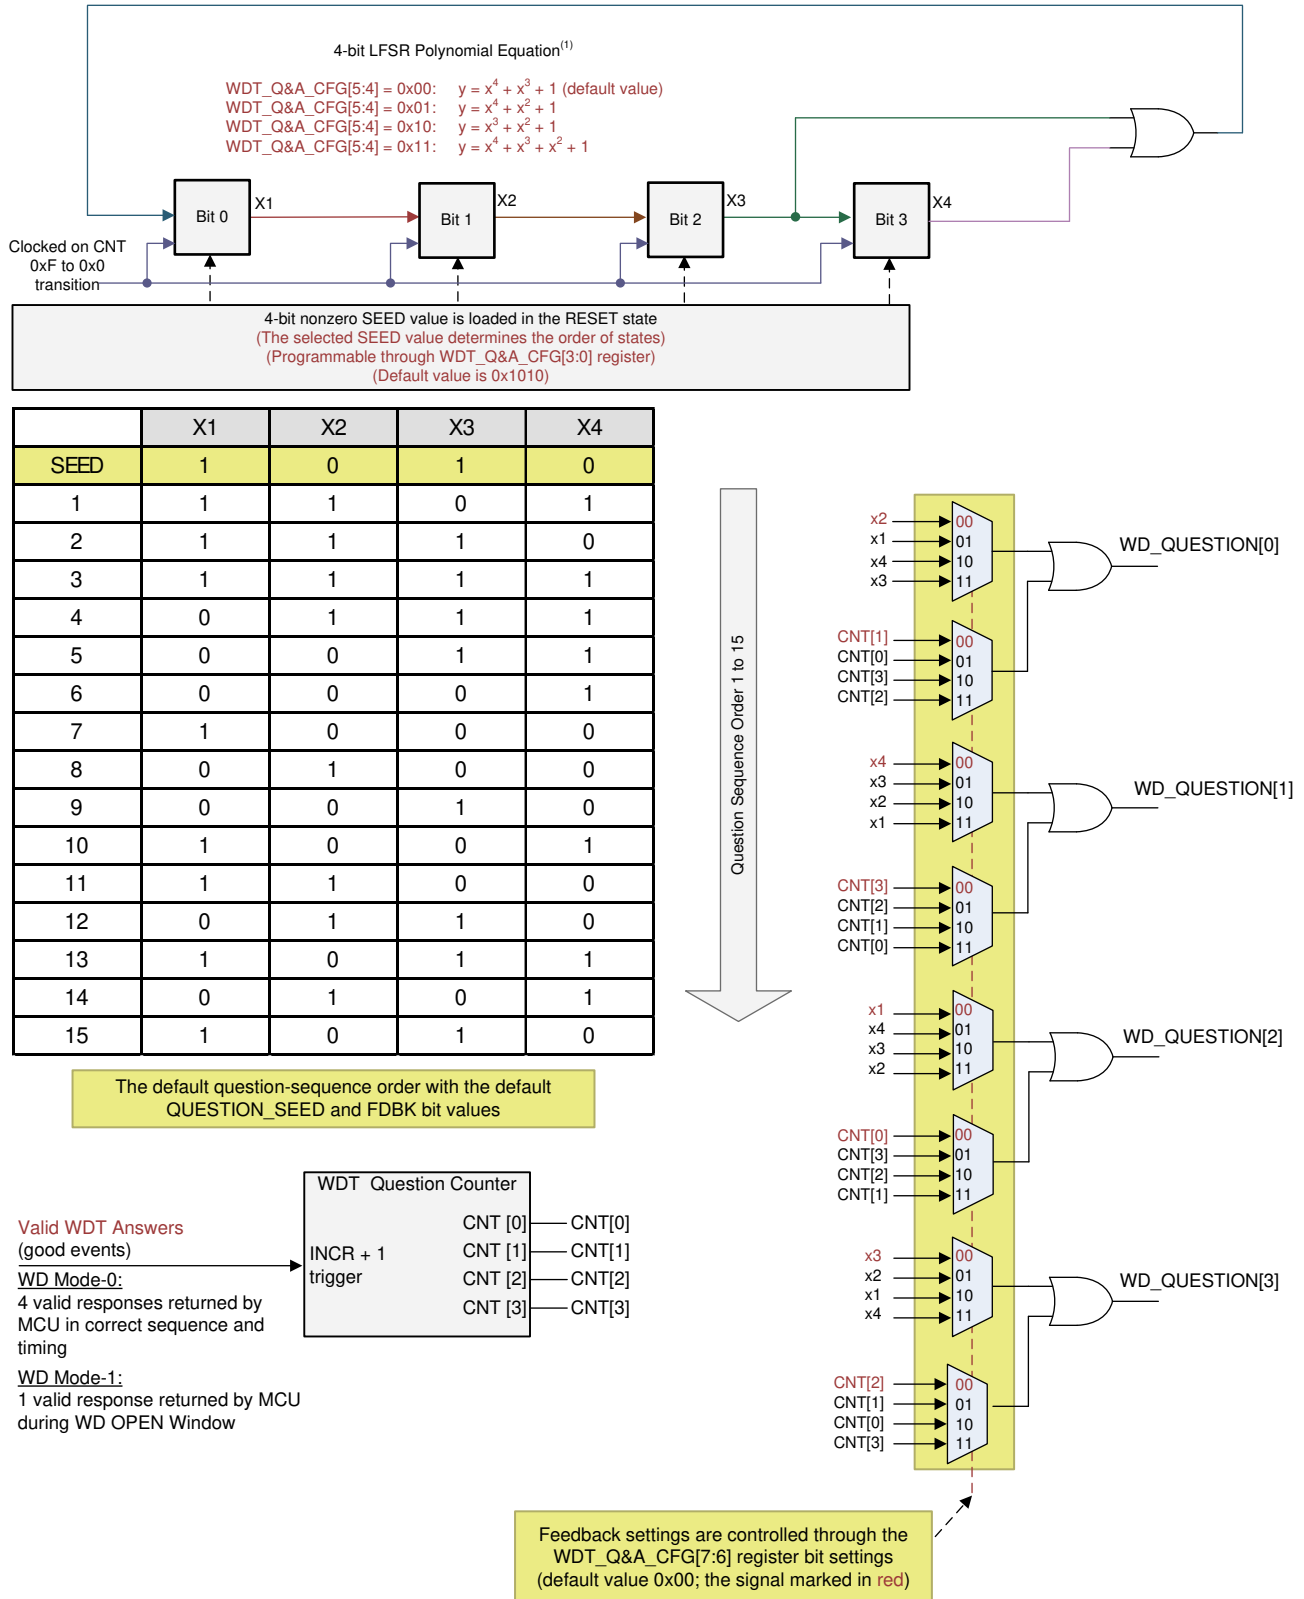 4-bit LFSR Polynomial Equation(1)
WDT_Q&A_CFG[5:4] = 0x00: y = x4 + x3 + 1 (default value)
WDT_Q&A_CFG[5:4] = 0x01: y = x4 + x2 + 1
WDT_Q&A_CFG[5:4] = 0x10: y = x3 + x2 + 1
WDT_Q&A_CFG[5:4] = 0x11: y = x4 + x3 + x2 + 1
Bit 0
X1
Bit 1
X2
Bit 2
X3
Bit 3
X4
Clocked on CNT
0xF to 0x0
transition
4-bit nonzero SEED value is loaded in the RESET state
(The selected SEED value determines the order of states)
(Programmable through WDT_Q&A_CFG[3:0] register)
(Default value is 0x1010)
X1 X2 X3 X4
SEED 1 0 1 0
1 1 1 0 1
2 1 1 1 0
3 1 1 1 1
4 0 1 1 1
5 0 0 1 1
6 0 0 0 1
7 1 0 0 0
8 0 1 0 0
9 0 0 1 0
10 1 0 0 1
11 1 1 0 0
12 0 1 1 0
13 1 0 1 1
14 0 1 0 1
15 1 0 1 0
Question Sequence Order 1 to 15
The default question-sequence order with the default
QUESTION_SEED and FDBK bit values
x2 00
x1 01
x4 10
x3 11
WD_QUESTION[0]
CNT[1] 00
CNT[0] 01
CNT[3] 10
CNT[2] 11
x4 00
x3 01
x2 10
x1 11
WD_QUESTION[1]
CNT[3] 00
CNT[2] 01
CNT[1] 10
CNT[0] 11
x1 00
x4 01
x3 10
x2 11
WD_QUESTION[2]
CNT[0] 00
CNT[3] 01
CNT[2] 10
CNT[1] 11
x3 00
x2 01
x1 10
x4 11
WD_QUESTION[3]
CNT[2] 00
CNT[1] 01
CNT[0] 10
CNT[3] 11
Valid WDT Answers
(good events)
WD Mode-0:
4 valid responses returned by
MCU in correct sequence and
timing
WD Mode-1:
1 valid response returned by MCU
during WD OPEN Window
WDT Question Counter
INCR + 1
trigger
CNT [0] CNT[0]
CNT [1] CNT[1]
CNT [2] CNT[2]
CNT [3] CNT[3]
Feedback settings are controlled through the
WDT_Q&A_CFG[7:6] register bit settings
(default value 0x00; the signal marked in red)